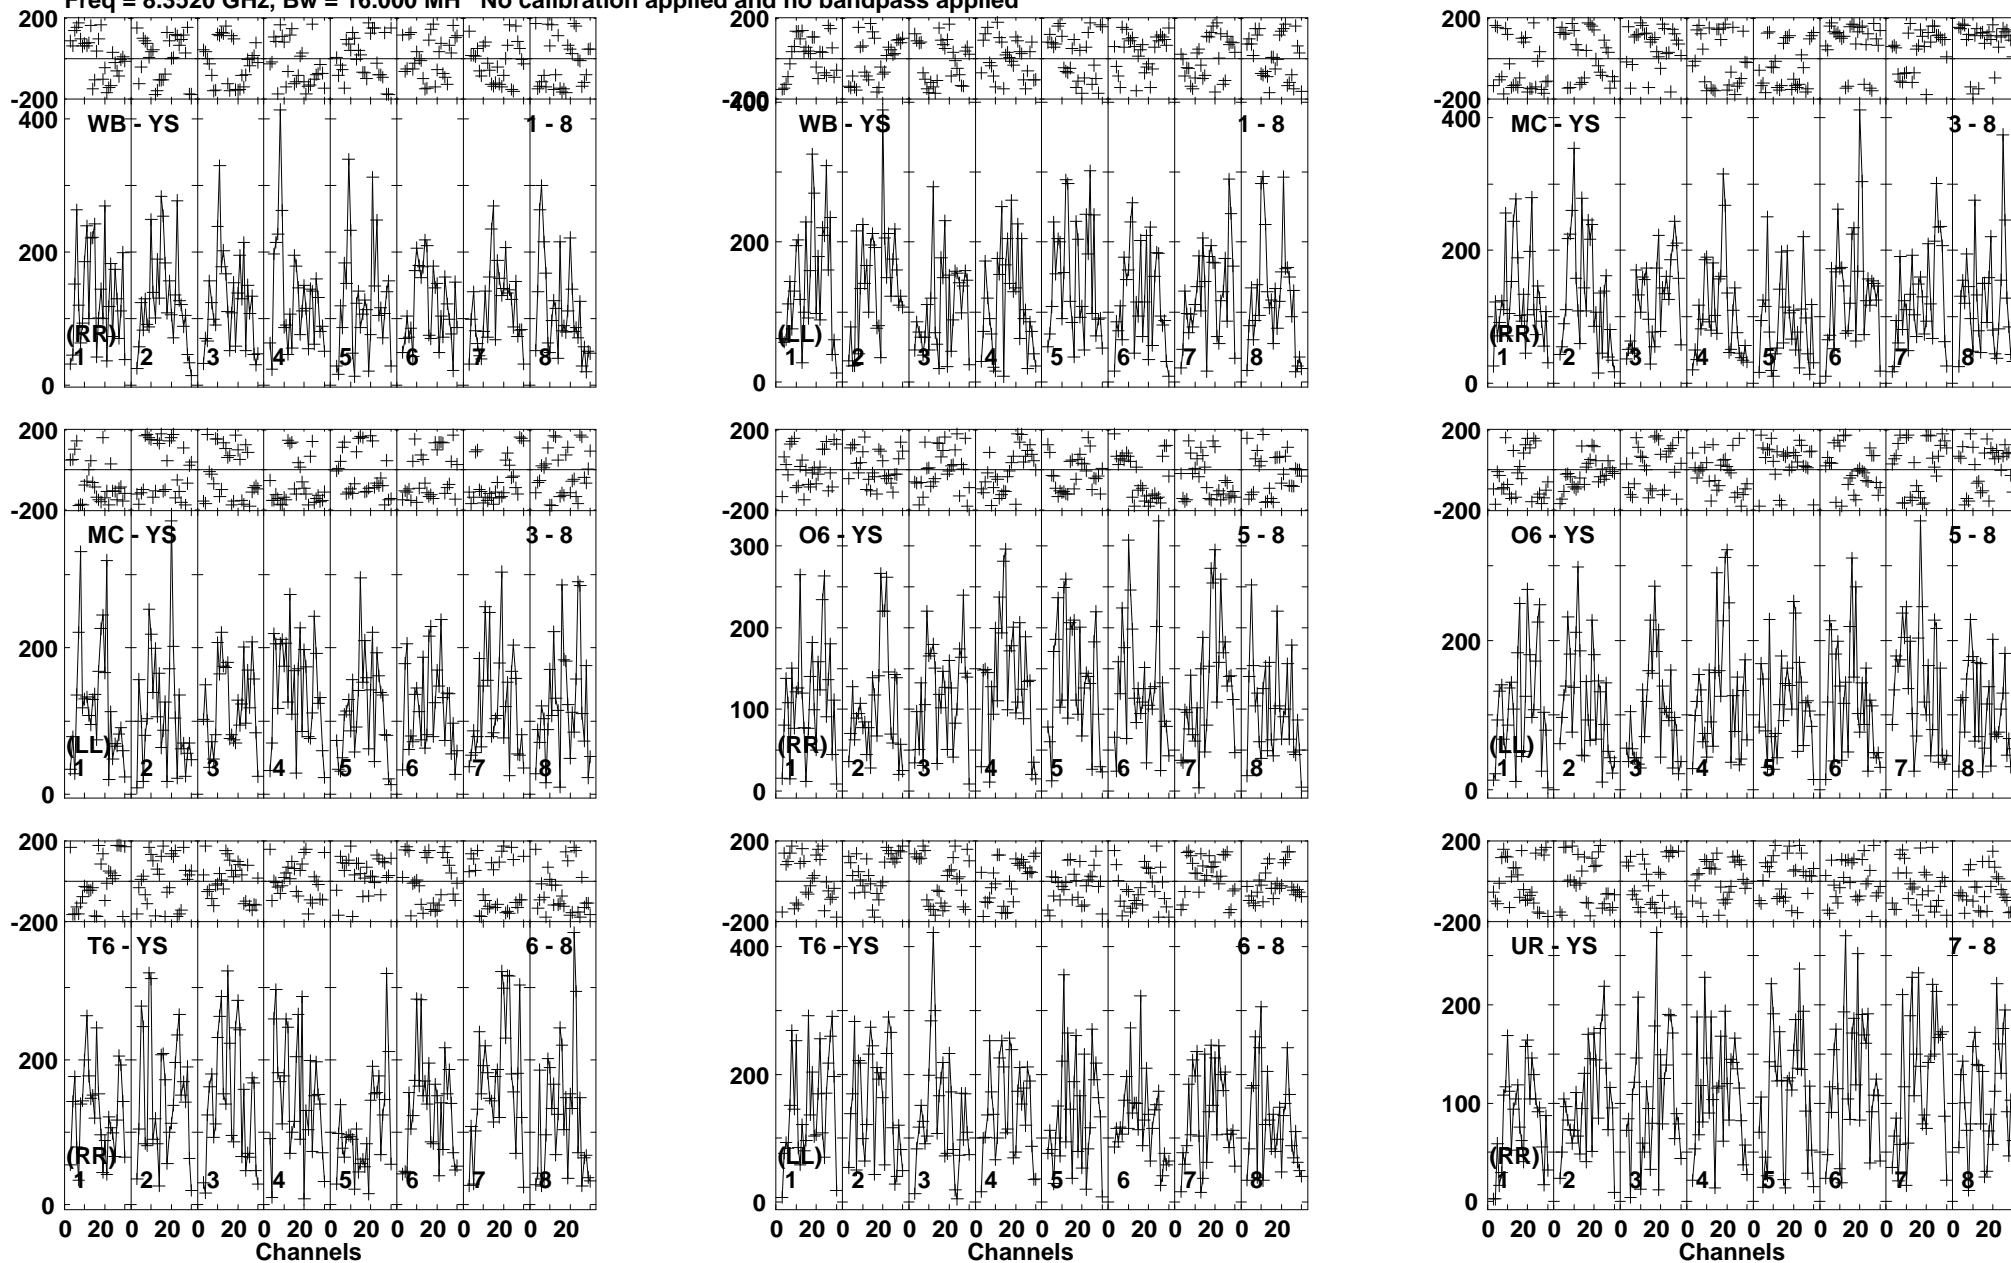 Freq = 8.3520 GHz, Bw = 16.000 MH No calibration applied and no bandpass applied
200 200 200
-200 -200 -200
400 400 400
WB - YS 1 - 8 WB - YS 1 - 8 MC - YS 3 - 8
200 200 200
(RR) (LL) (RR)
1 2 3 4 5 6 7 8 1 2 3 4 5 6 7 8 1 2 3 4 5 6 7 8
0 0 0
200 200 200
-200 -200 -200
MC - YS 3 - 8 O6 - YS 5 - 8 O6 - YS 5 - 8
300
200 200 200
100
(LL) (RR) (LL)
1 2 3 4 5 6 7 8 1 2 3 4 5 6 7 8 1 2 3 4 5 6 7 8
0 0 0
200 200 200
-200 -200 -200
T6 - YS 6 - 8 T6 - YS 6 - 8 UR - YS 7 - 8
400
200 200 200
100
(RR) (LL) (RR)
1 2 3 4 5 6 7 8 1 2 3 4 5 6 7 8 1 2 3 4 5 6 7 8
0 0 0
0 20 0 20 0 20 0 20 0 20 0 20 0 20 0 20 0 20 0 20 0 20 0 20 0 20 0 20 0 20 0 20 0 20 0 20 0 20 0 20 0 20 0 20 0 20 0 20
Channels Channels Channels